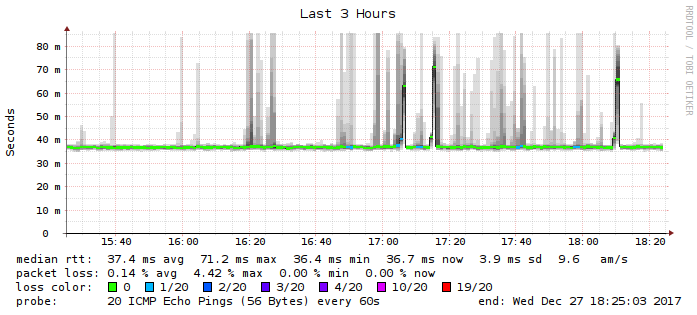 Last 3 Hours
RRDTOOL / TOBI OETIKER
Seconds
80 m
70 m
60 m
50 m
40 m
30 m
20 m
10 m
0
15:40 16:00 16:20 16:40 17:00 17:20 17:40 18:00 18:20
median rtt: 37.4 ms avg 71.2 ms max 36.4 ms min 36.7 ms now 3.9 ms sd 9.6 am/s
packet loss: 0.14 % avg 4.42 % max 0.00 % min 0.00 % now
loss color: 0 1/20 2/20 3/20 4/20 10/20 19/20
probe: 20 ICMP Echo Pings (56 Bytes) every 60s end: Wed Dec 27 18:25:03 2017